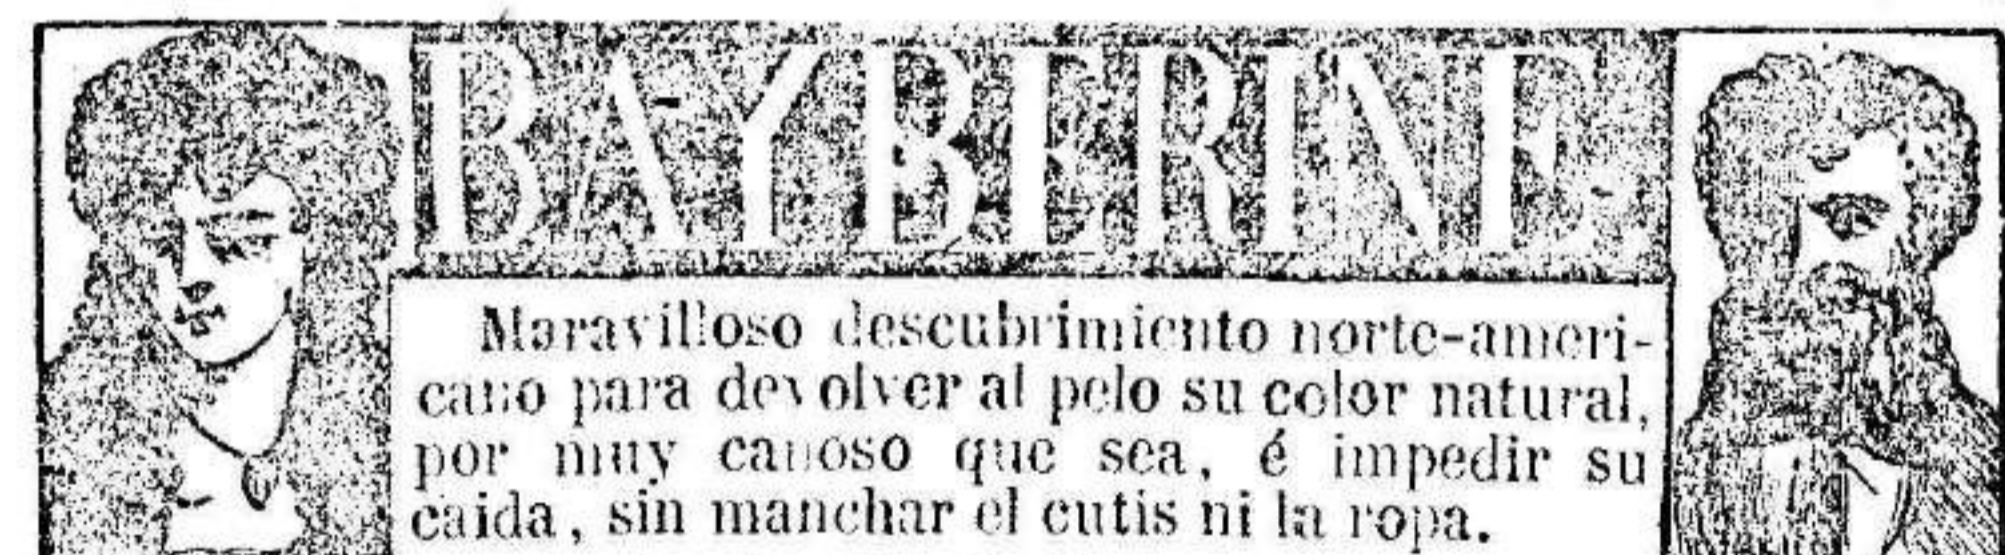 BAYBERINE
Maravilloso descubrimiento norte-ameri-
cano para devolver al pelo su color natural,
por muy canoso que sea, é impedir su
caida, sin manchar el cutis ni la ropa.